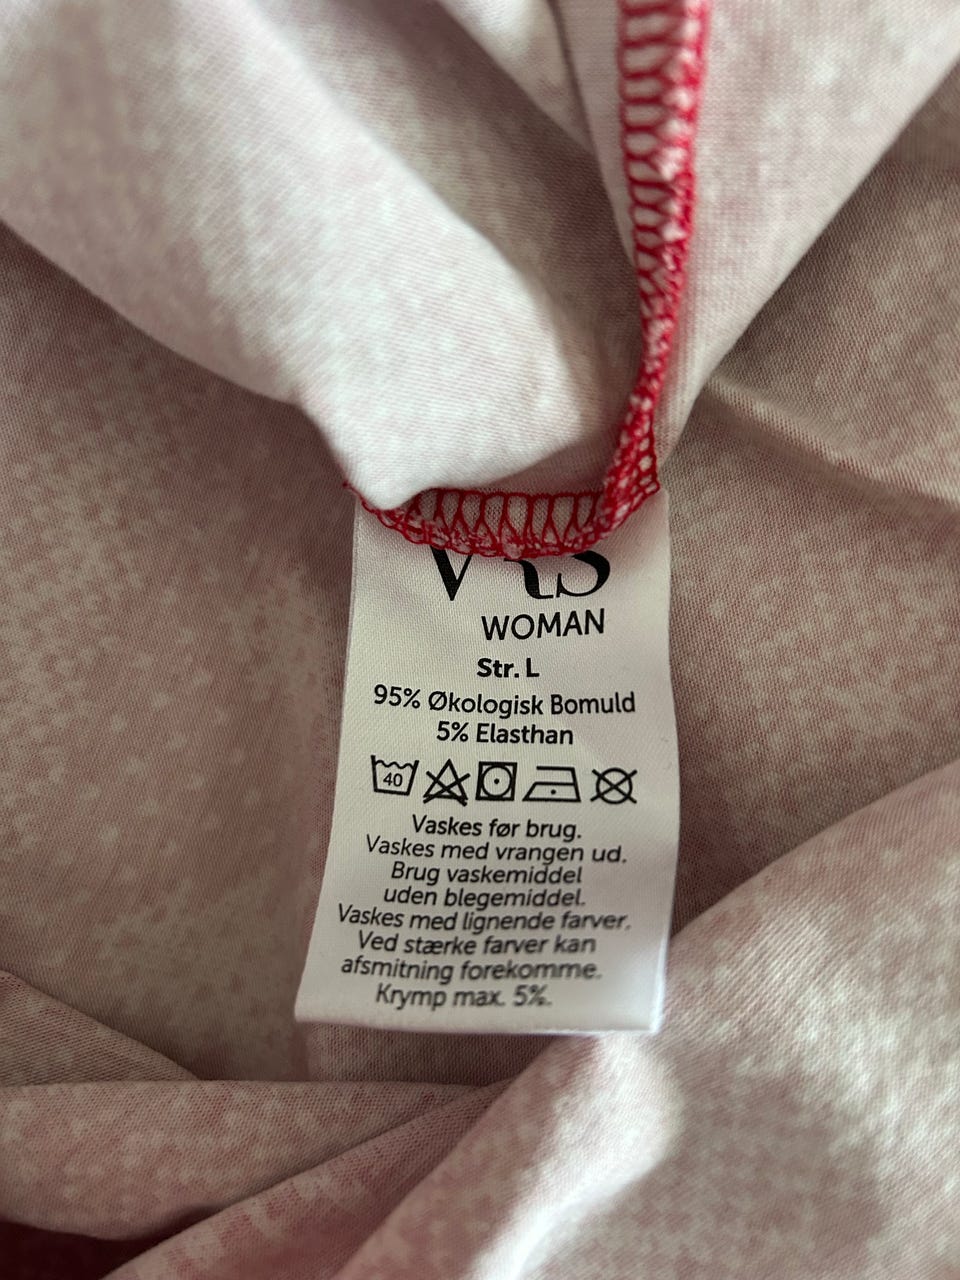 VRS
WOMAN
Str. L
95% Økologisk Bomuld
5% Elasthan
40
Vaskes før brug.
Vaskes med vrangen ud.
Brug vaskemiddel
uden blegemiddel.
Vaskes med lignende farver.
Ved stærke farver kan
afsmitning forekomme.
Krymp max. 5%.